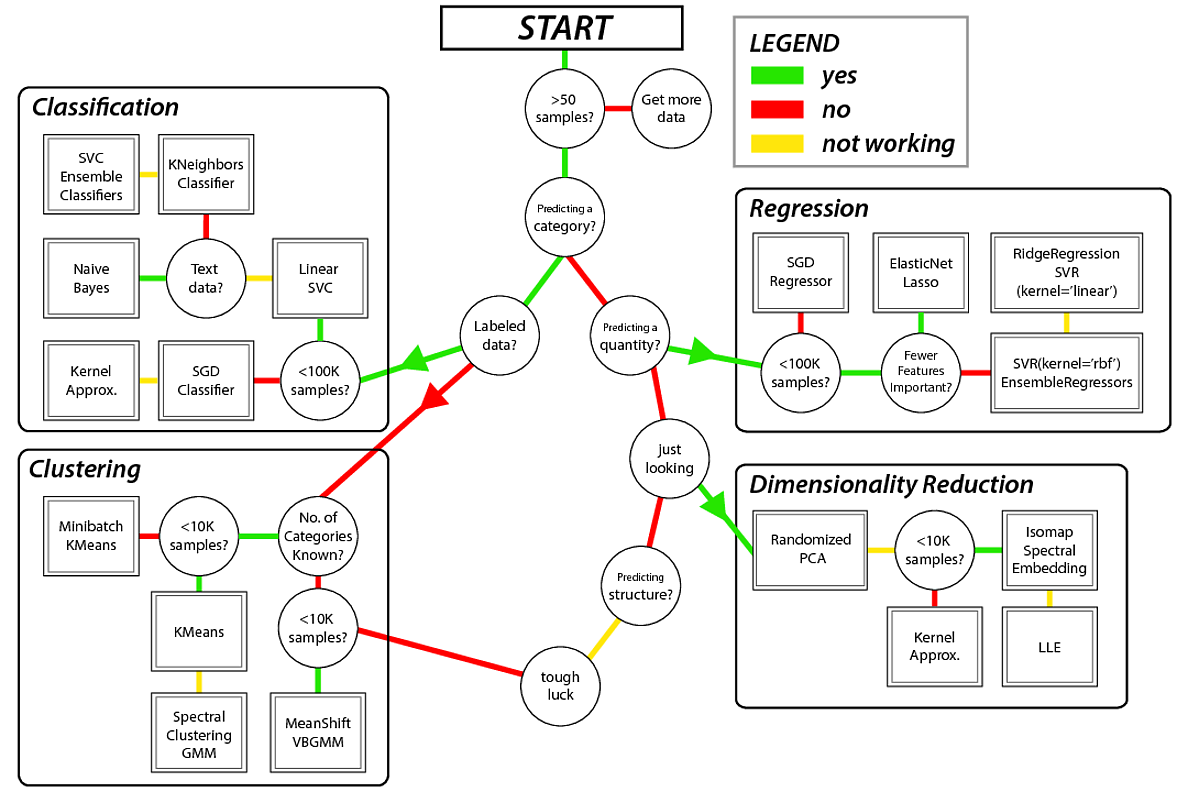 START
>50
samples?
Get more
data
LEGEND
yes
no
not working
Predicting a
category?
Labeled
data?
Predicting a
quantity?
just
looking
Predicting
structure?
tough
luck
Classification
SVC
Ensemble
Classifiers
KNeighbors
Classifier
Naive
Bayes
Text
data?
Linear
SVC
Kernel
Approx.
SGD
Classifier
<100K
samples?
Regression
SGD
Regressor
ElasticNet
Lasso
RidgeRegression
SVR
(kernel='linear')
<100K
samples?
Fewer
Features
Important?
SVR(kernel='rbf')
EnsembleRegressors
Clustering
Minibatch
KMeans
<10K
samples?
No. of
Categories
Known?
KMeans
<10K
samples?
Spectral
Clustering
GMM
MeanShift
VBGMM
Dimensionality Reduction
Randomized
PCA
<10K
samples?
Isomap
Spectral
Embedding
Kernel
Approx.
LLE